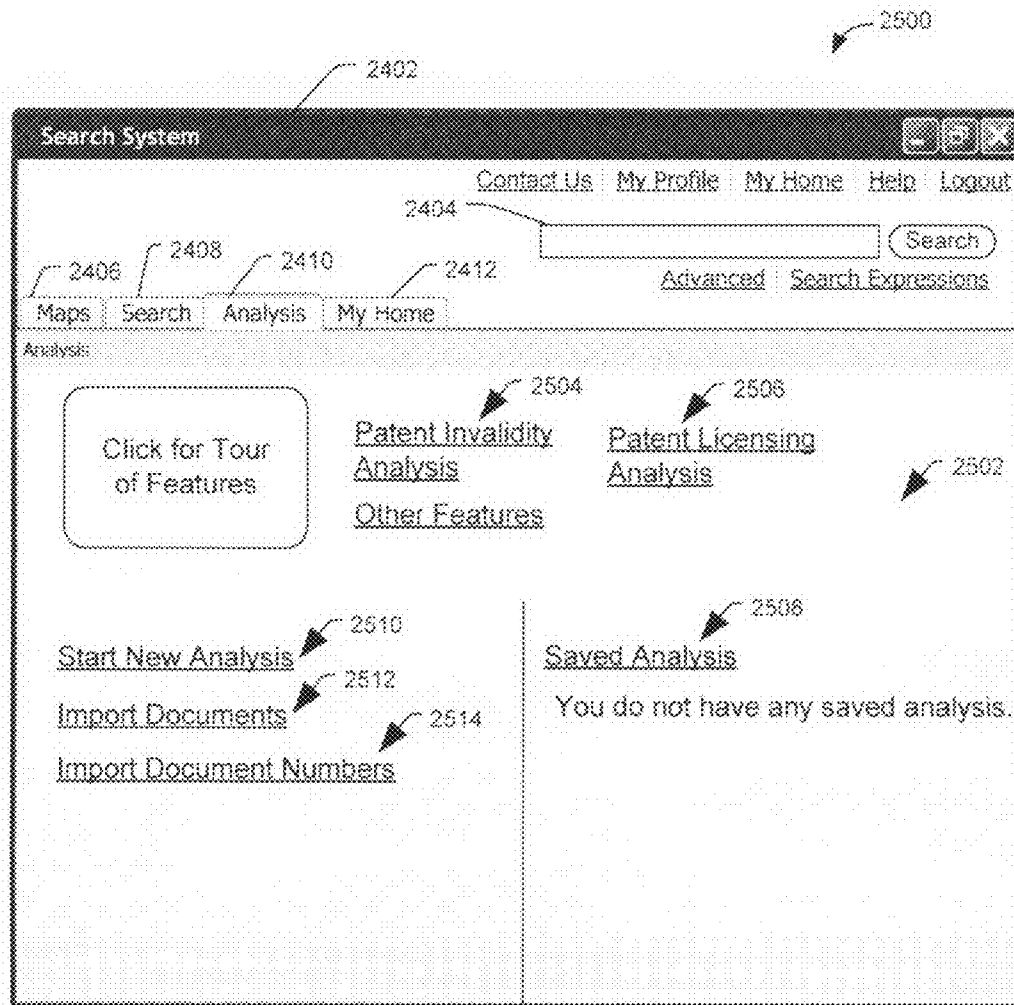 2500
2402
Search System
Contact Us My Profile My Home Help Logout
2404
Search
2406 2408 2410 2412
Advanced Search Expressions
Maps Search Analysis My Home
Analysis
Click for Tour
of Features
2504
Patent Invalidity
Analysis
Other Features
2506
Patent Licensing
Analysis
2502
2510
Start New Analysis
2512
Import Documents
2514
Import Document Numbers
2508
Saved Analysis
You do not have any saved analysis.